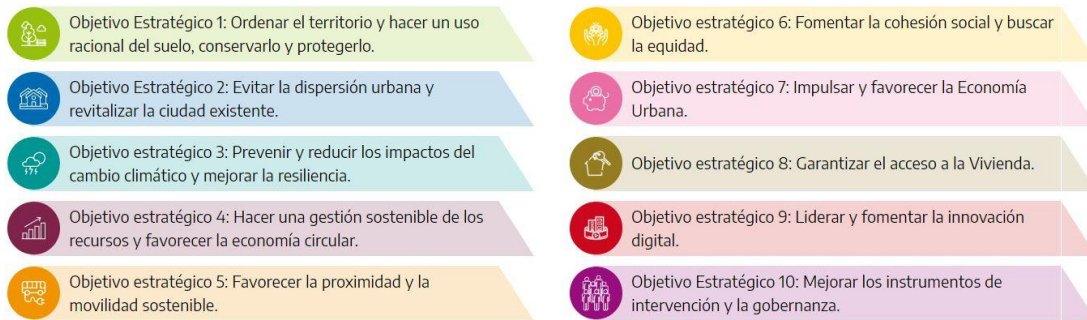 Objetivo Estratégico 1: Ordenar el territorio y hacer un uso
racional del suelo, conservarlo y protegerlo.
Objetivo Estratégico 2: Evitar la dispersión urbana y
revitalizar la ciudad existente.
Objetivo estratégico 3: Prevenir y reducir los impactos del
cambio climático y mejorar la resiliencia.
Objetivo estratégico 4: Hacer una gestión sostenible de los
recursos y favorecer la economía circular.
Objetivo estratégico 5: Favorecer la proximidad y la
movilidad sostenible.
Objetivo estratégico 6: Fomentar la cohesión social y buscar
la equidad.
Objetivo estratégico 7: Impulsar y favorecer la Economía
Urbana.
Objetivo estratégico 8: Garantizar el acceso a la Vivienda.
Objetivo estratégico 9: Liderar y fomentar la innovación
digital.
Objetivo Estratégico 10: Mejorar los instrumentos de
intervención y la gobernanza.